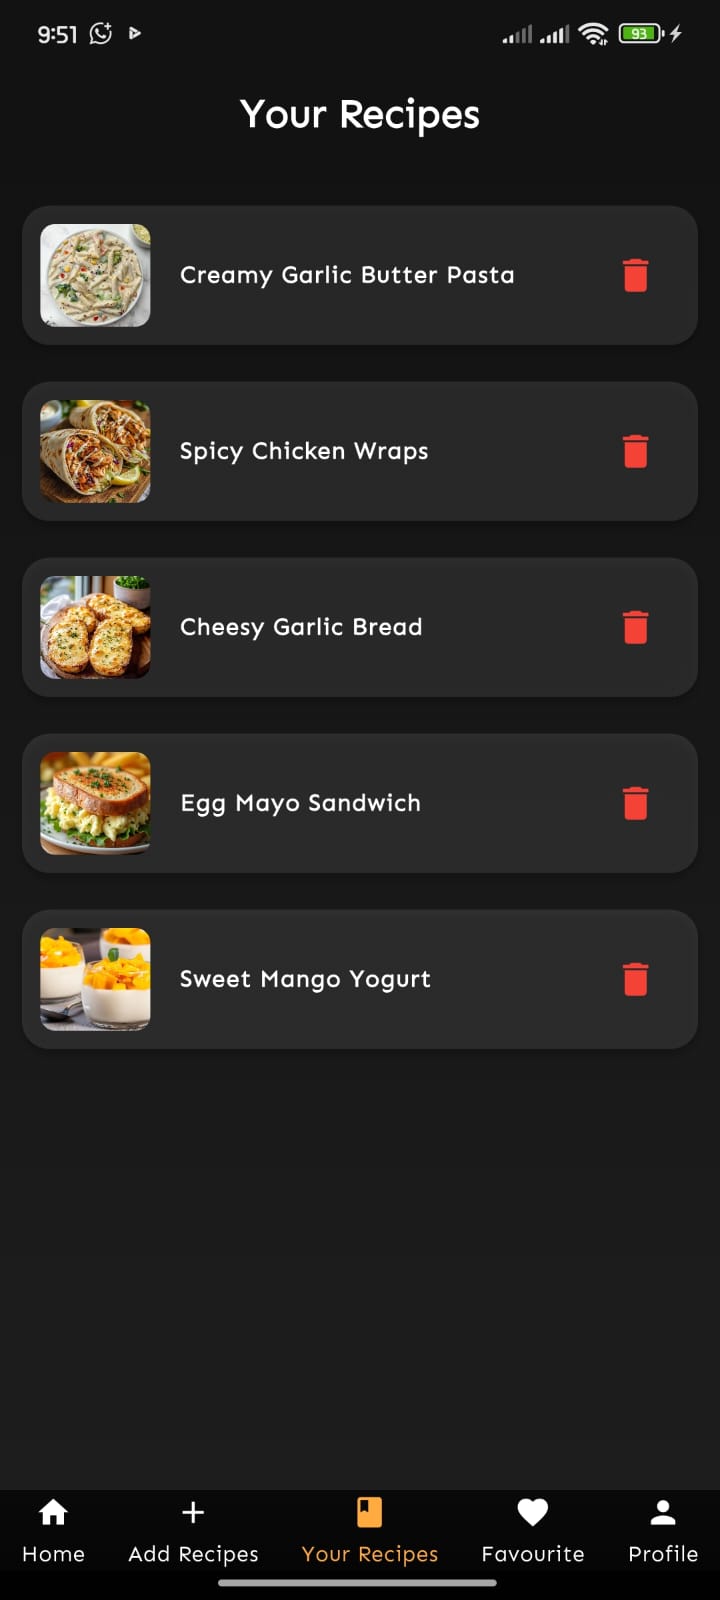 9:51
93
Your Recipes
Creamy Garlic Butter Pasta
Spicy Chicken Wraps
Cheesy Garlic Bread
Egg Mayo Sandwich
Sweet Mango Yogurt
Home Add Recipes Your Recipes Favourite Profile